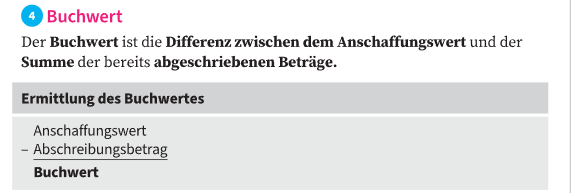 4 Buchwert
Der Buchwert ist die Differenz zwischen dem Anschaffungswert und der
Summe der bereits abgeschriebenen Beträge.
Ermittlung des Buchwertes
Anschaffungswert
– Abschreibungsbetrag
Buchwert